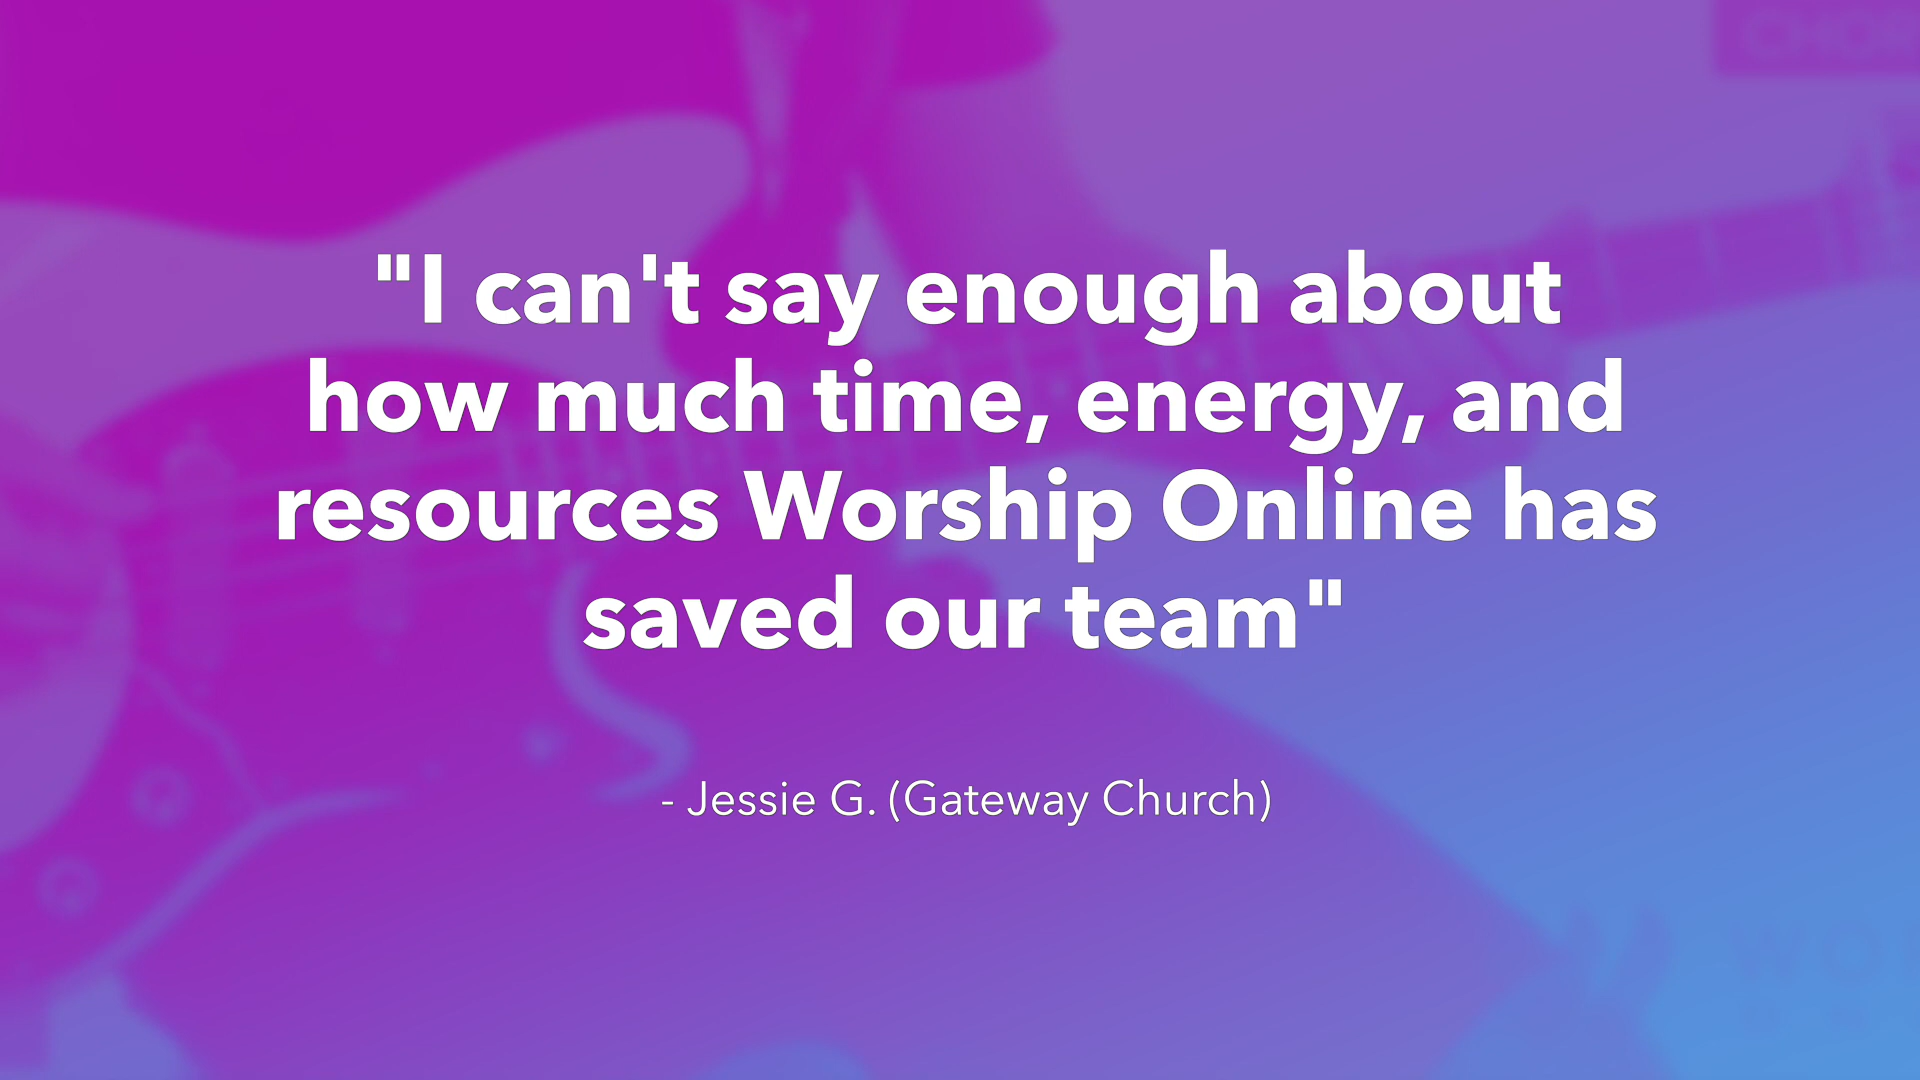 "I can't say enough about
how much time, energy, and
resources Worship Online has
saved our team"
- Jessie G. (Gateway Church)